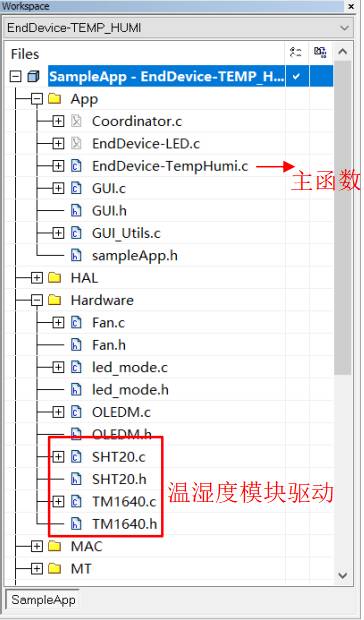 Workspace
EndDevice-TEMP_HUMI
Files
SampleApp - EndDevice-TEMP_H...
App
Coordinator.c
EndDevice-LED.c
EndDevice-TempHumi.c
主函数
GUI.c
GUI.h
GUI_Utils.c
sampleApp.h
HAL
Hardware
Fan.c
Fan.h
led_mode.c
led_mode.h
OLEDM.c
OLEDM.h
SHT20.c
SHT20.h
温湿度模块驱动
TM1640.c
TM1640.h
MAC
MT
SampleApp